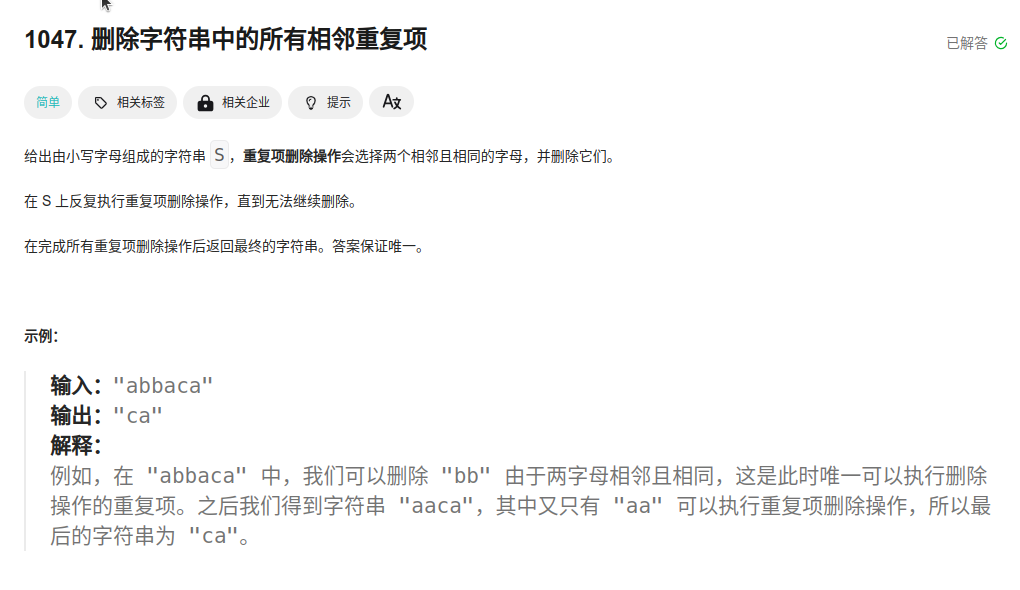 1047. 删除字符串中的所有相邻重复项
已解答
简单 相关标签 相关企业 提示 A文
给出由小写字母组成的字符串 S，重复项删除操作会选择两个相邻且相同的字母，并删除它们。
在 S 上反复执行重复项删除操作，直到无法继续删除。
在完成所有重复项删除操作后返回最终的字符串。答案保证唯一。
示例：
输入："abbaca"
输出："ca"
解释：
例如，在 "abbaca" 中，我们可以删除 "bb" 由于两字母相邻且相同，这是此时唯一可以执行删除
操作的重复项。之后我们得到字符串 "aaca"，其中又只有 "aa" 可以执行重复项删除操作，所以最
后的字符串为 "ca"。